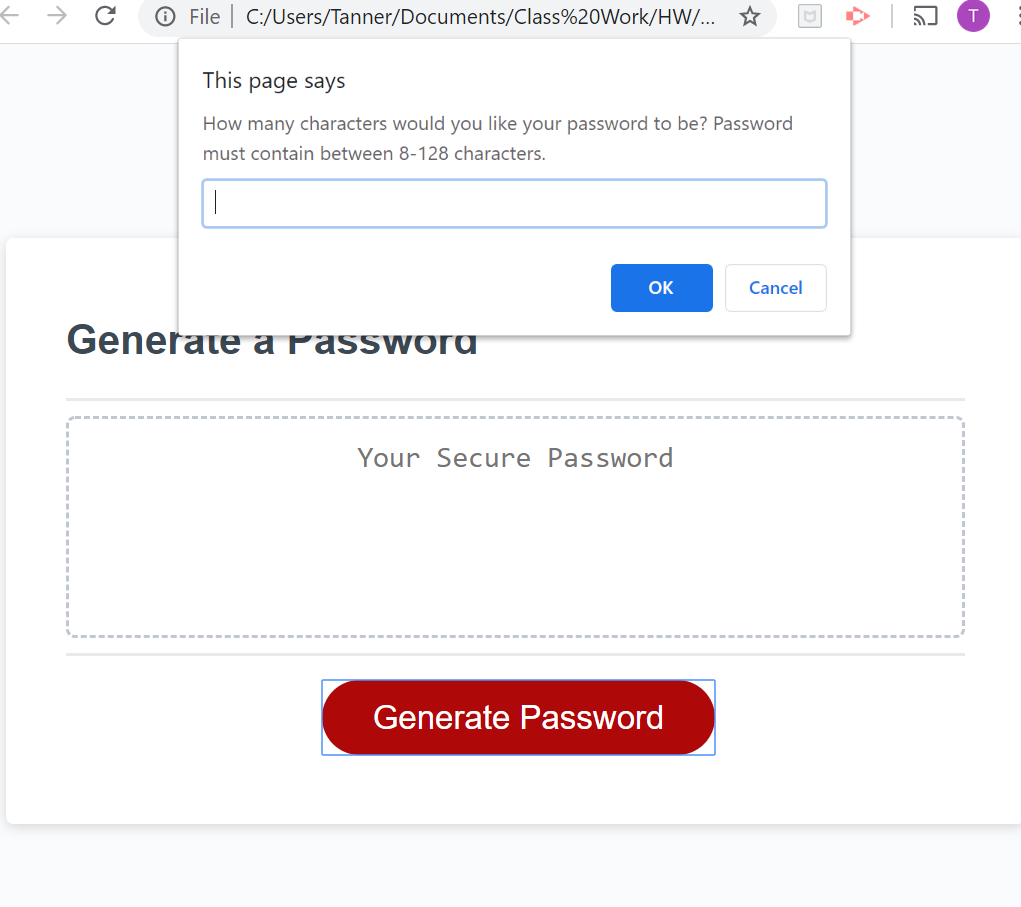 File | C:/Users/Tanner/Documents/Class%20Work/HW/...
T
This page says
How many characters would you like your password to be? Password
must contain between 8-128 characters.
OK
Cancel
Generate a Password
Your Secure Password
Generate Password